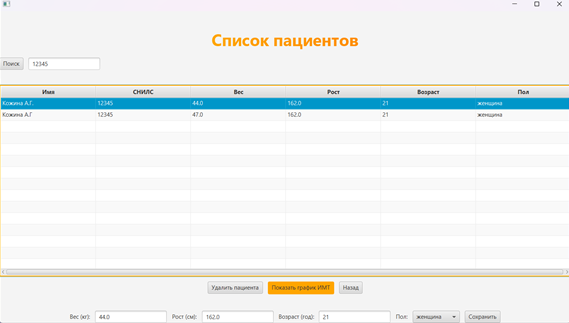 Список пациентов
Поиск 12345
Имя СНИЛС Вес Рост Возраст Пол
Кожина А.Г. 12345 44.0 162.0 21 женщина
Кожина А.Г 12345 47.0 162.0 21 женщина
Удалить пациента Показать график ИМТ Назад
Вес (кг): 44.0 Рост (см): 162.0 Возраст (год): 21 Пол: женщина Сохранить